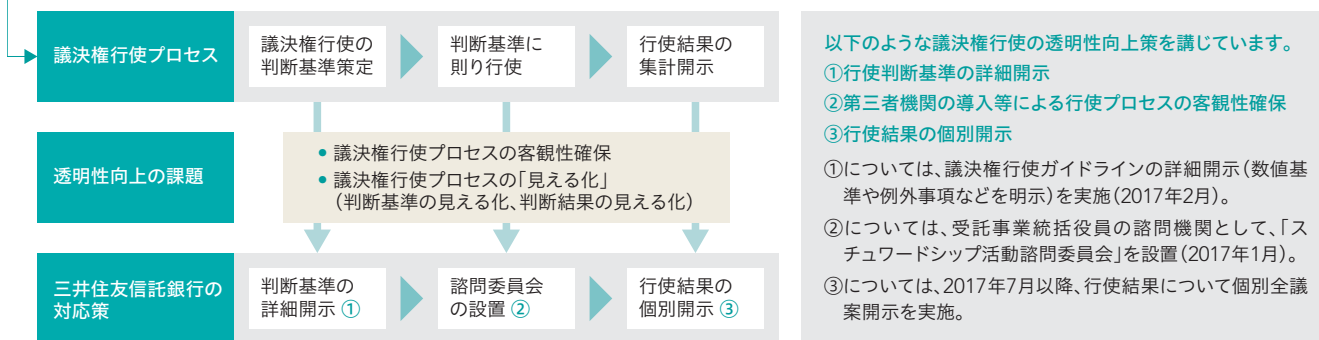 議決権行使プロセス
議決権行使の
判断基準策定
判断基準に
則り行使
行使結果の
集計開示
透明性向上の課題
• 議決権行使プロセスの客観性確保
• 議決権行使プロセスの「見える化」
(判断基準の見える化、判断結果の見える化)
三井住友信託銀行の
対応策
判断基準の
詳細開示 ①
諮問委員会
の設置 ②
行使結果の
個別開示 ③
以下のような議決権行使の透明性向上策を講じています。
①行使判断基準の詳細開示
②第三者機関の導入等による行使プロセスの客観性確保
③行使結果の個別開示
①については、議決権行使ガイドラインの詳細開示(数値基
準や例外事項などを明示)を実施(2017年2月)。
②については、受託事業統括役員の諮問機関として、「ス
チュワードシップ活動諮問委員会」を設置(2017年1月)。
③については、2017年7月以降、行使結果について個別全議
案開示を実施。